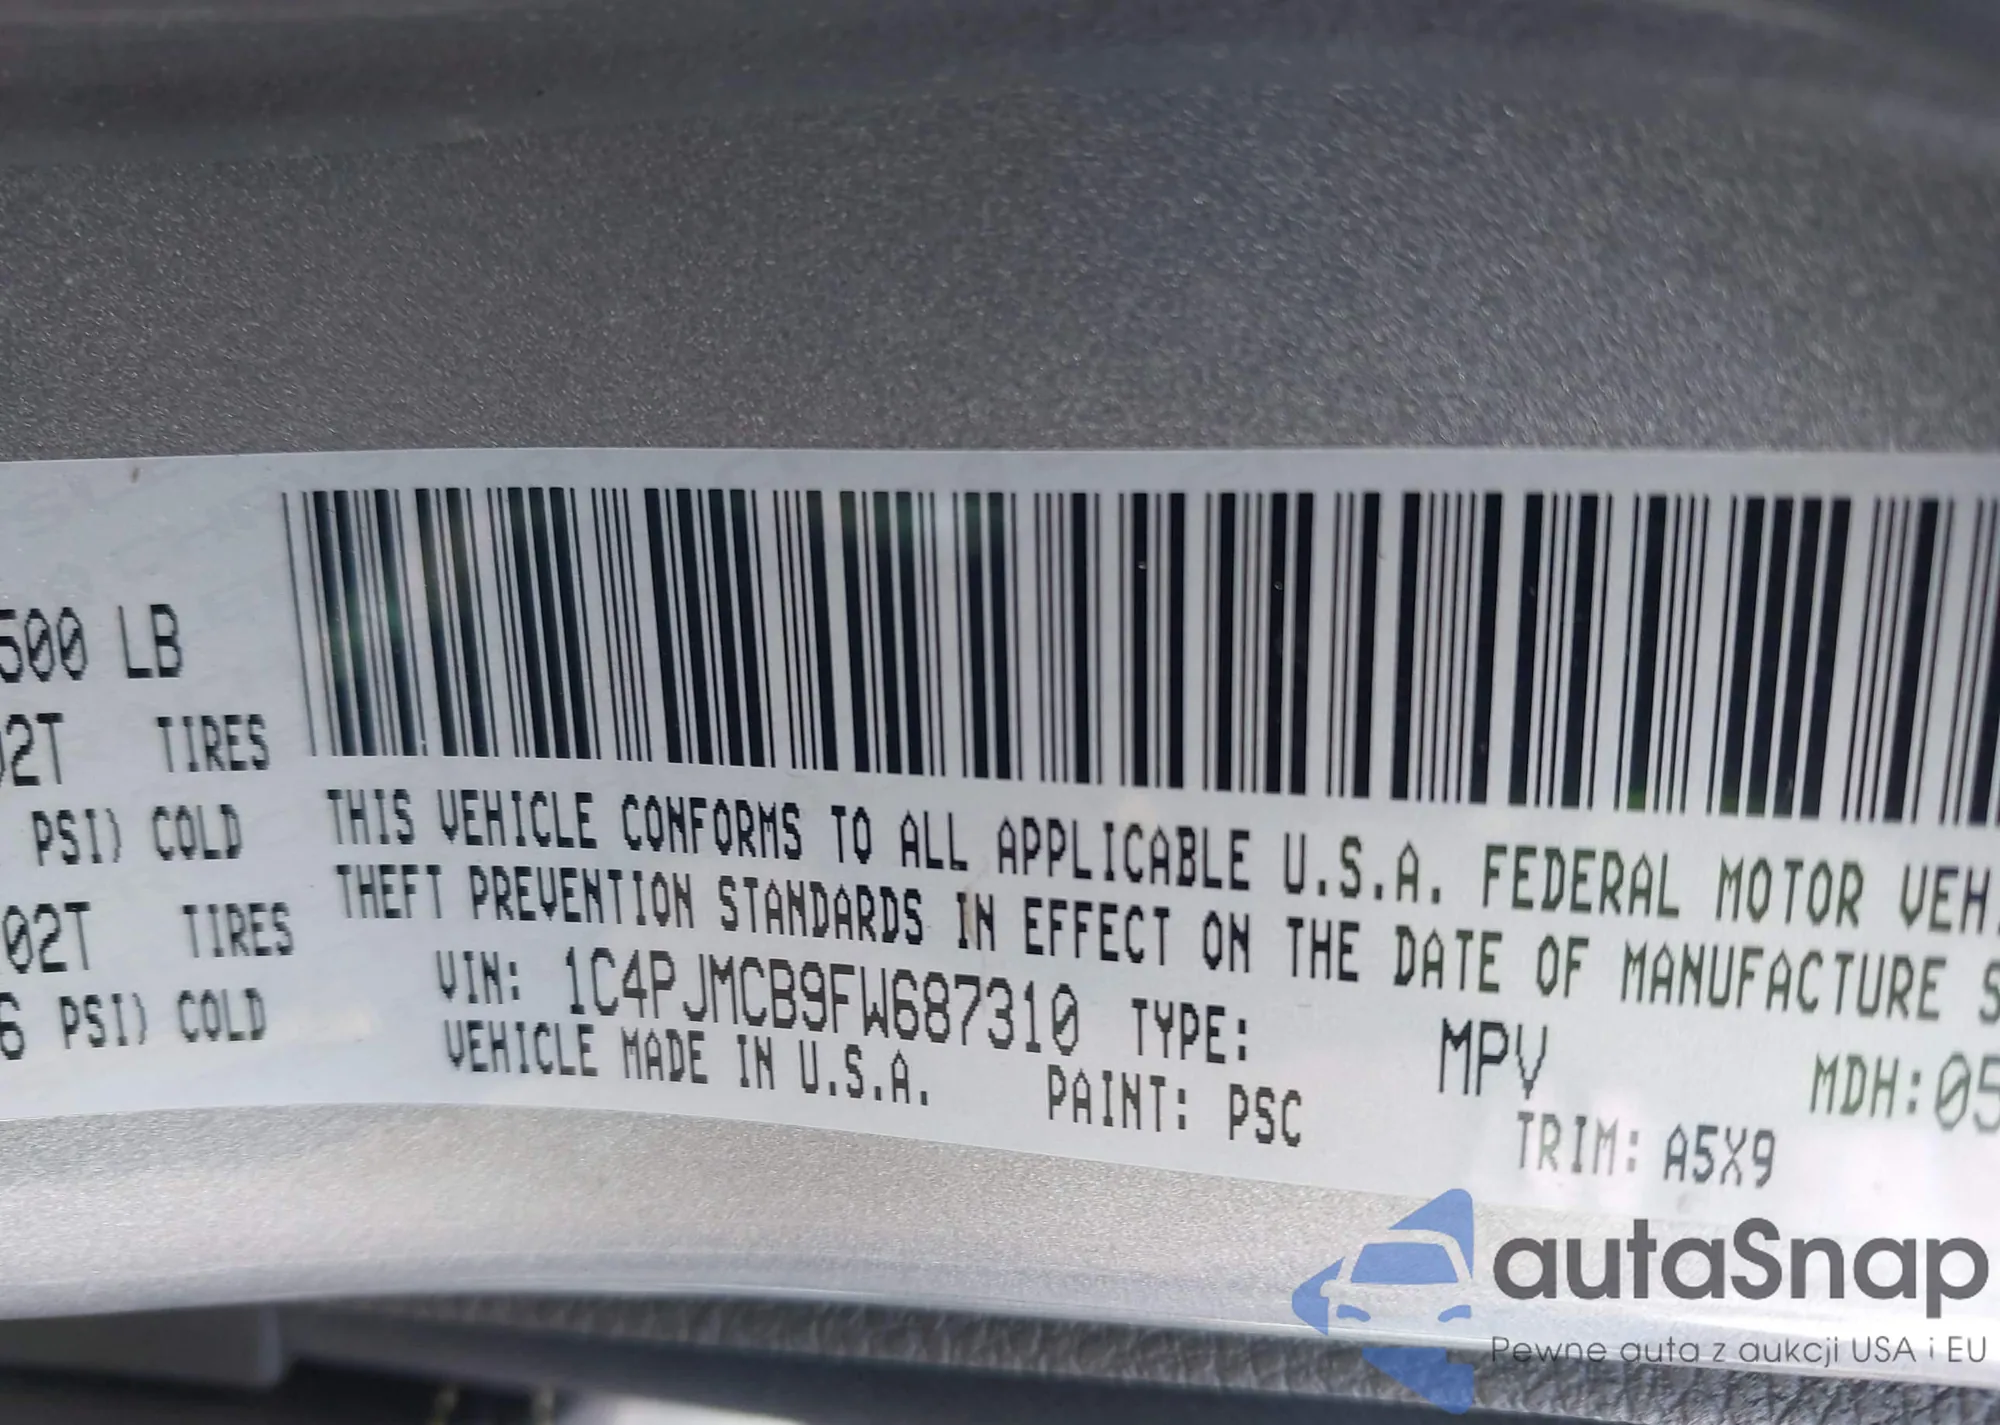 500 LB
02T TIRES
PSI) COLD
02T TIRES
6 PSI) COLD
THIS VEHICLE CONFORMS TO ALL APPLICABLE U.S.A. FEDERAL MOTOR VEH
THEFT PREVENTION STANDARDS IN EFFECT ON THE DATE OF MANUFACTURE S
VIN: 1C4PJMCB9FW687310 TYPE: MPV MDH:05
VEHICLE MADE IN U.S.A. PAINT: PSC TRIM: A5X9
autaSnap
Pewne auta z aukcji USA i EU